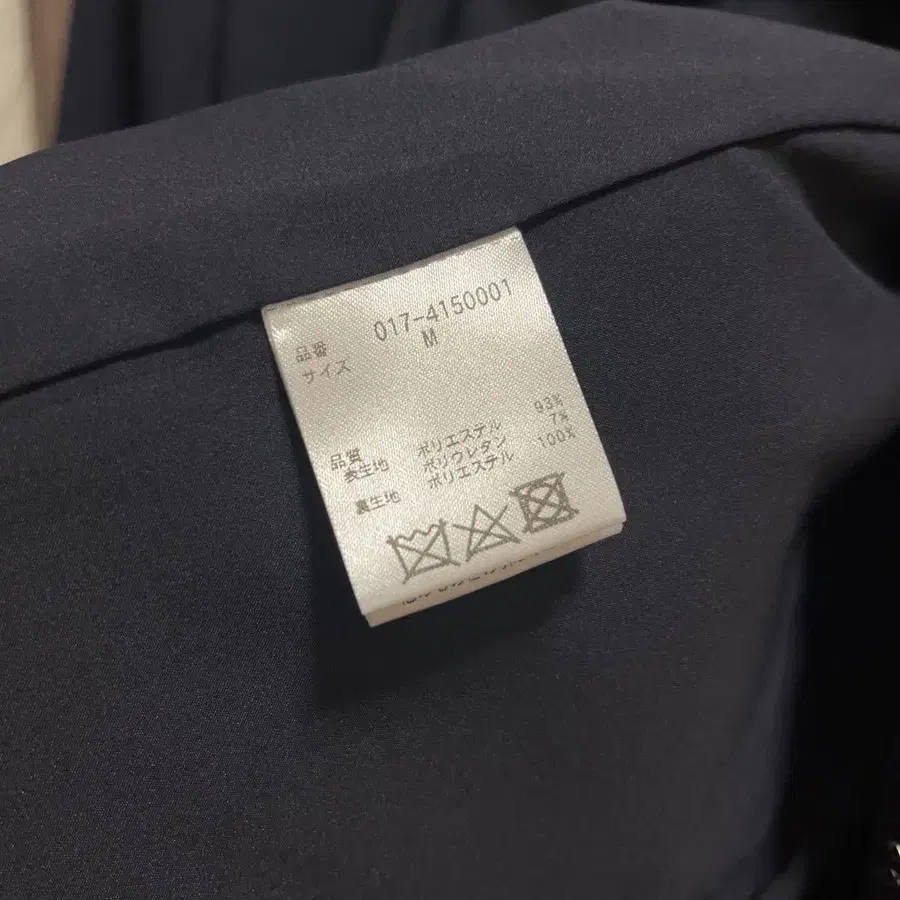 品番 017-4150001
サイズ M
品質
表生地 ポリエステル 93%
ポリウレタン 7%
裏生地 ポリエステル 100%